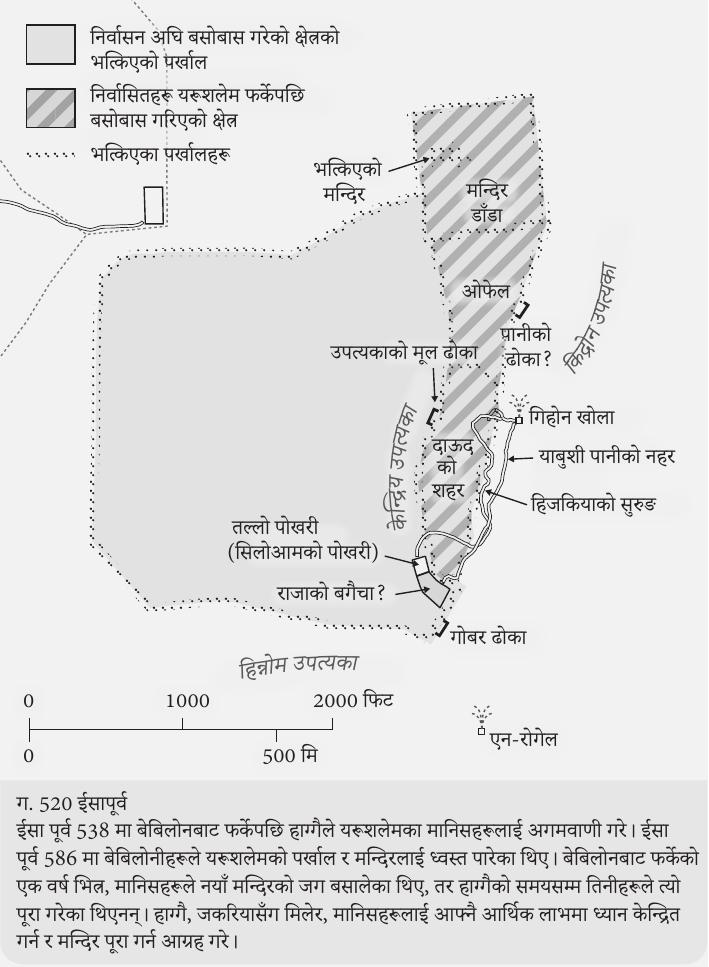 निर्वासन अघि बसोबास गरेको क्षेत्रको
भत्किएको पर्खाल
निर्वासितहरू यरूशलेम फर्केपछि
बसोबास गरिएको क्षेत्र
भत्किएका पर्खालहरू
भत्किएको
मन्दिर
मन्दिर
डाँडा
ओफेल
किद्रोन उपत्यका
पानीको
ढोका?
उपत्यकाको मूल ढोका
गिहोन खोला
केन्द्रिय उपत्यका
दाऊद
को
शहर
याबुशी पानीको नहर
हिजकियाको सुरुङ
तल्लो पोखरी
(सिलोआमको पोखरी)
राजाको बगैचा?
गोबर ढोका
हिन्नोम उपत्यका
0 1000 2000 फिट
0 500 मि
एन-रोगेल
ग. 520 ईसापूर्व
ईसा पूर्व 538 मा बेबिलोनबाट फर्केपछि हाग्गैले यरूशलेमका मानिसहरूलाई अगमवाणी गरे। ईसा
पूर्व 586 मा बेबिलोनीहरूले यरूशलेमको पर्खाल र मन्दिरलाई ध्वस्त पारेका थिए। बेबिलोनबाट फर्केको
एक वर्ष भित्र, मानिसहरूले नयाँ मन्दिरको जग बसालेका थिए, तर हाग्गैको समयसम्म तिनीहरूले त्यो
पूरा गरेका थिएनन्। हाग्गै, जकरियासँग मिलेर, मानिसहरूलाई आफ्नै आर्थिक लाभमा ध्यान केन्द्रित
गर्न र मन्दिर पूरा गर्न आग्रह गरे।